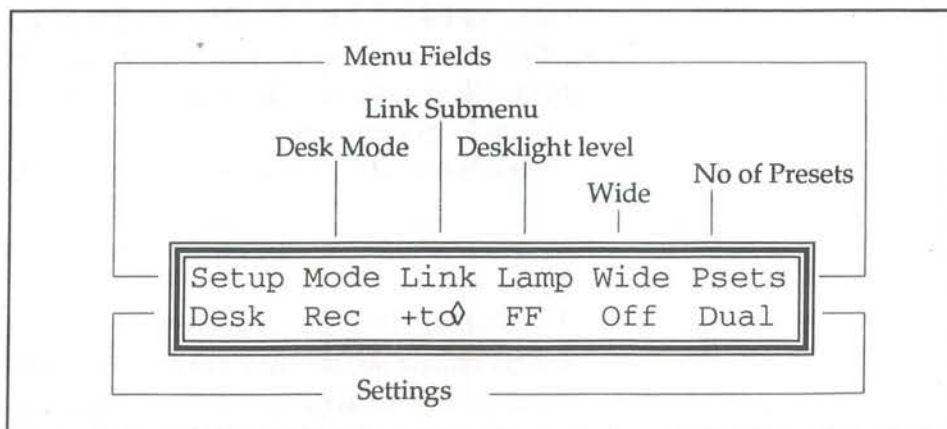 Menu Fields
Link Submenu
Desk Mode
Desklight level
No of Presets
Wide
Setup Mode Link Lamp Wide Psets
Desk Rec +to◊ FF Off Dual
Settings